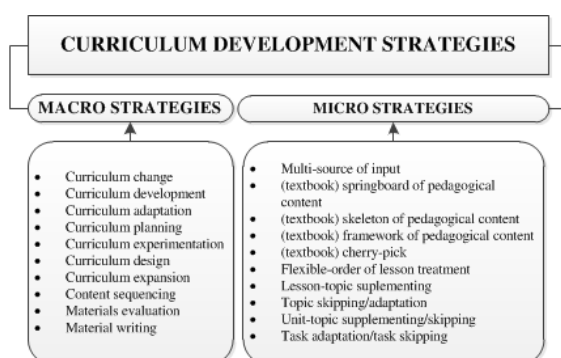 CURRICULUM DEVELOPMENT STRATEGIES
MACRO STRATEGIES
MICRO STRATEGIES
• Curriculum change
• Curriculum development
• Curriculum adaptation
• Curriculum planning
• Curriculum experimentation
• Curriculum design
• Curriculum expansion
• Content sequencing
• Materials evaluation
• Material writing
• Multi-source of input
• (textbook) springboard of pedagogical
content
• (textbook) skeleton of pedagogical content
• (textbook) framework of pedagogical content
• (textbook) cherry-pick
• Flexible-order of lesson treatment
• Lesson-topic suplementing
• Topic skipping/adaptation
• Unit-topic supplementing/skipping
• Task adaptation/task skipping